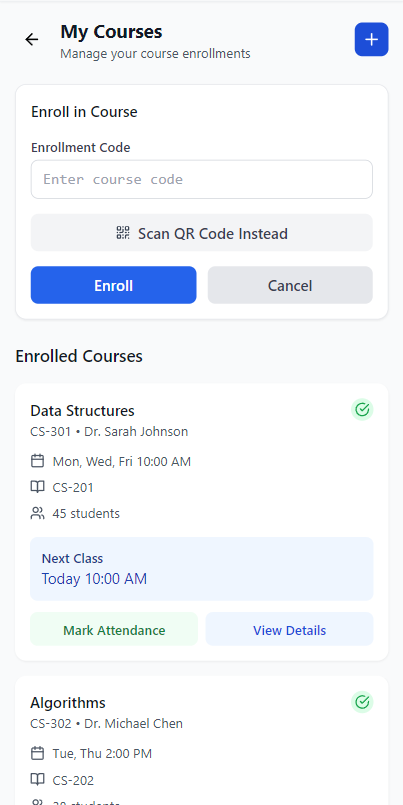 My Courses
Manage your course enrollments
Enroll in Course
Enrollment Code
Enter course code
Scan QR Code Instead
Enroll
Cancel
Enrolled Courses
Data Structures
CS-301 • Dr. Sarah Johnson
Mon, Wed, Fri 10:00 AM
CS-201
45 students
Next Class
Today 10:00 AM
Mark Attendance
View Details
Algorithms
CS-302 • Dr. Michael Chen
Tue, Thu 2:00 PM
CS-202
students